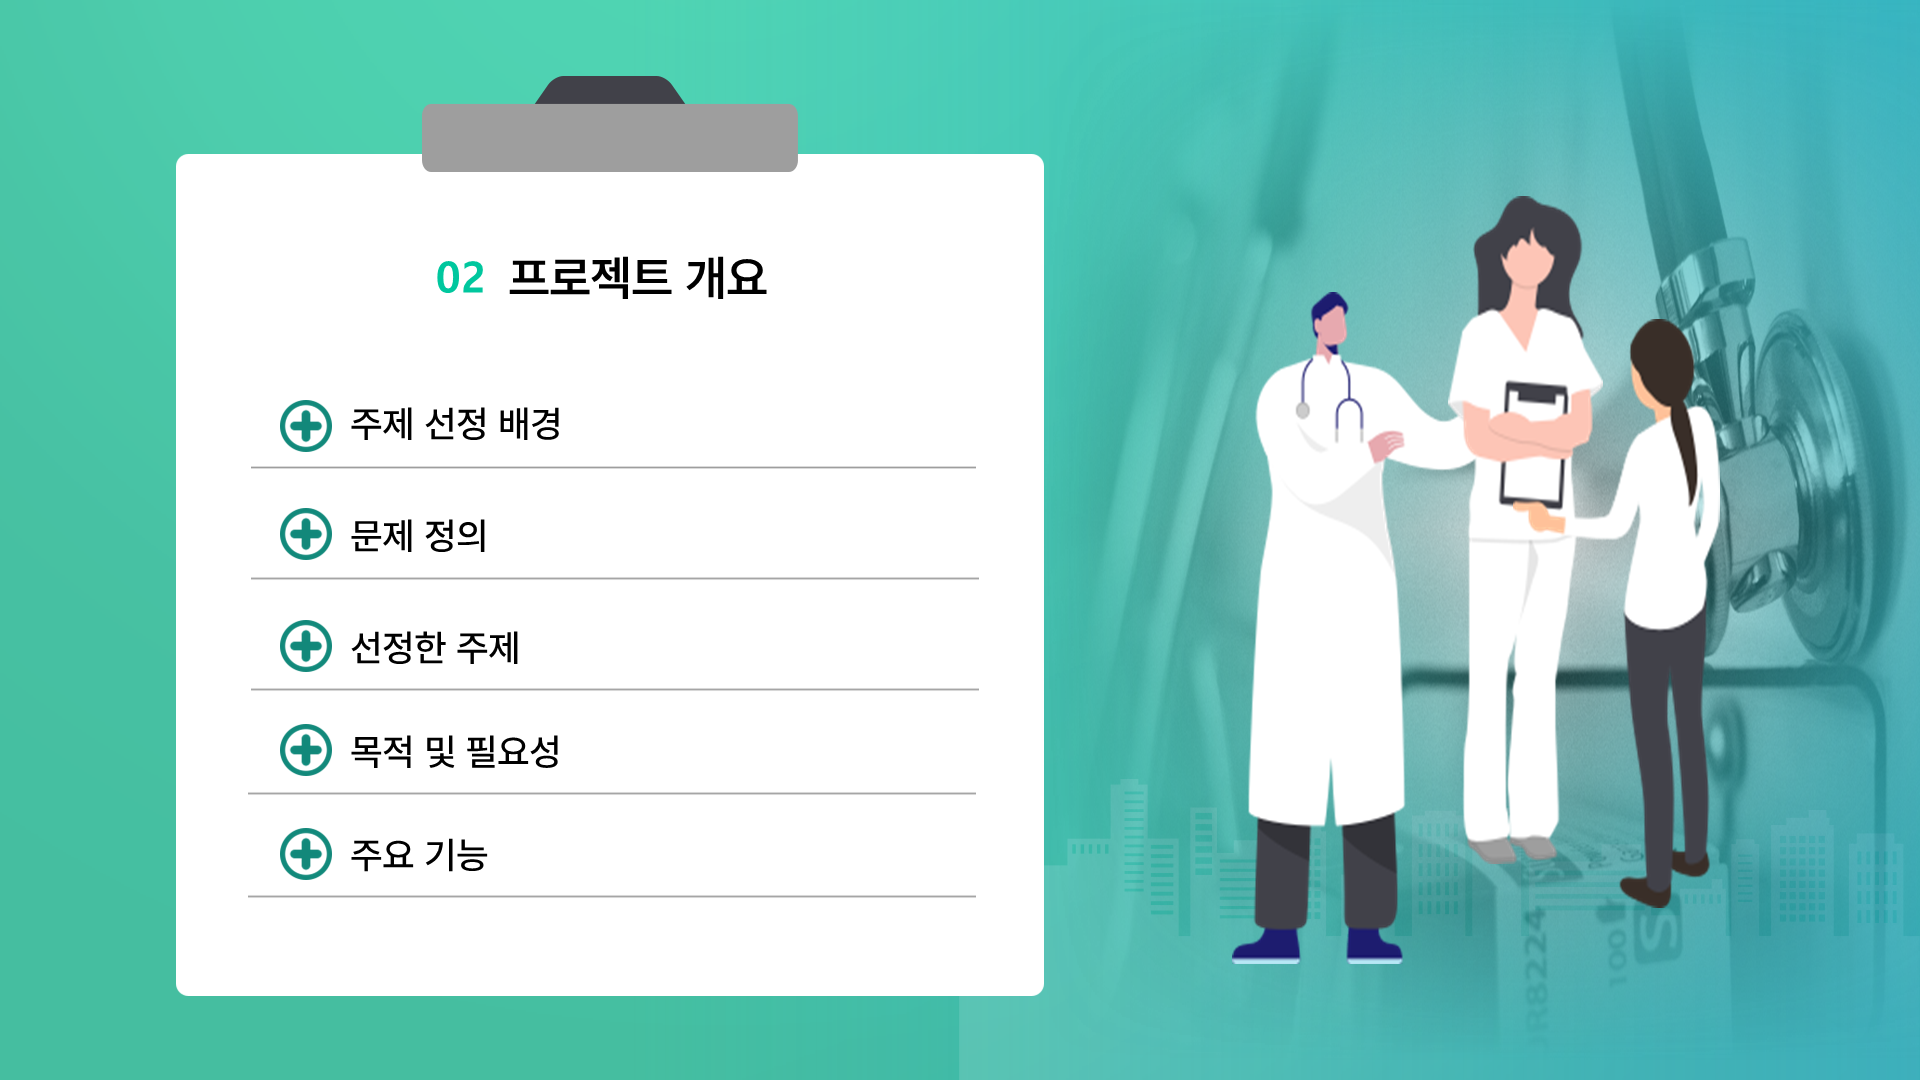 02 프로젝트 개요
주제 선정 배경
문제 정의
선정한 주제
목적 및 필요성
주요 기능